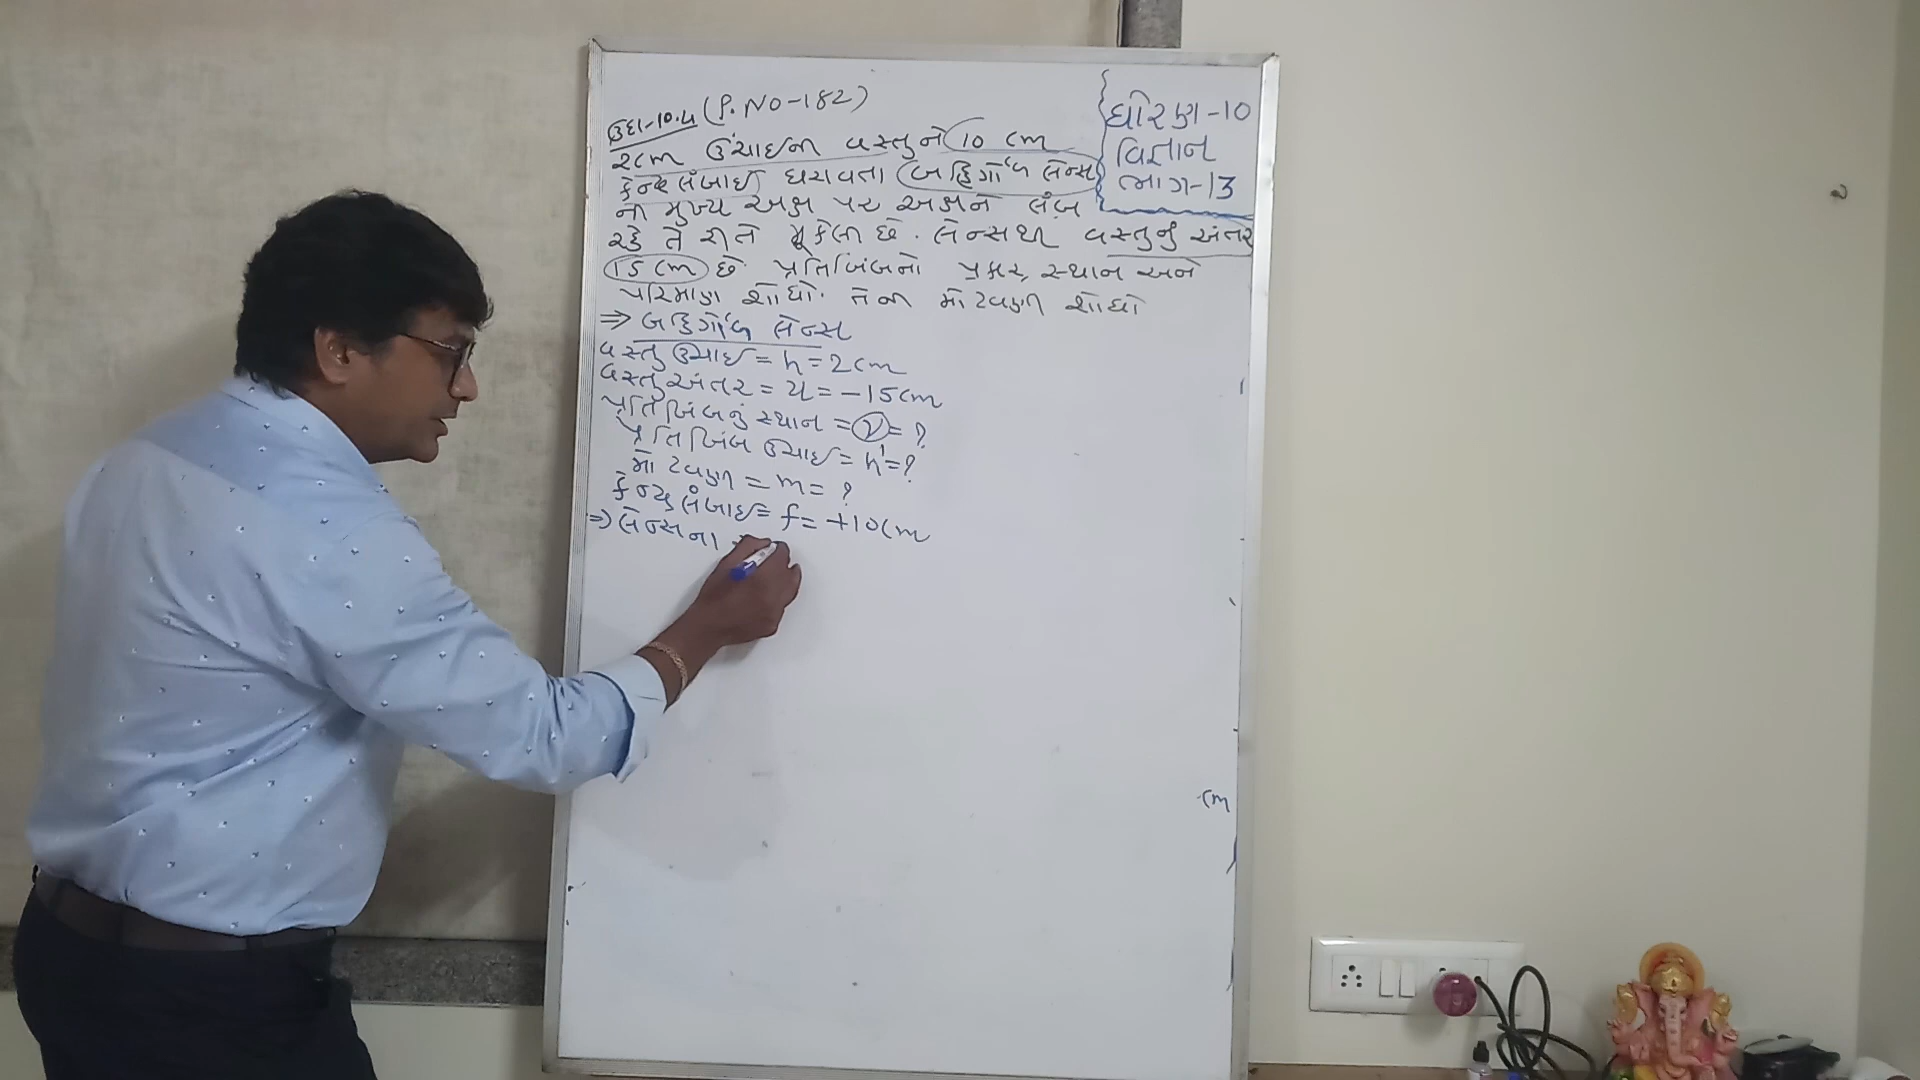 ઉદા-10.4 (P. NO-182)
ધોરણ-10
વિજ્ઞાન
ભાગ-13
2cm ઉંચાઇની વસ્તુને 10 cm
કેન્દ્ર લંબાઇ ધરાવતા બહિર્ગોળ લેન્સ
ની મુખ્ય અક્ષ પર અક્ષને લંબ
રહે તે રીતે મૂકેલી છે. લેન્સથી વસ્તુનું અંતર
15 cm છે. પ્રતિબિંબનો પ્રકાર, સ્થાન અને
પરિમાણ શોધો. તેની મોટવણી શોધો
⇒ બહિર્ગોળ લેન્સ
વસ્તુ ઉંચાઇ = h = 2cm
વસ્તુ અંતર = u = -15cm
પ્રતિબિંબનું સ્થાન = v = ?
પ્રતિબિંબ ઉંચાઇ = h' = ?
મોટવણી = m = ?
કેન્દ્ર લંબાઇ = f = +10cm
⇒ લેન્સના
cm